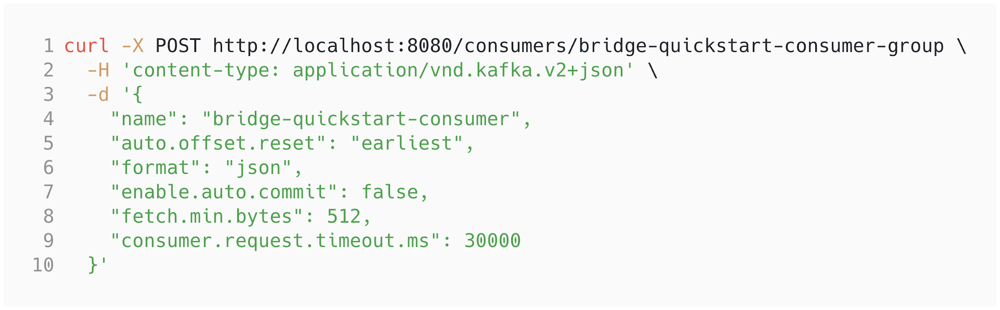 1 curl -X POST http://localhost:8080/consumers/bridge-quickstart-consumer-group \
2   -H 'content-type: application/vnd.kafka.v2+json' \
3   -d '{
4     "name": "bridge-quickstart-consumer",
5     "auto.offset.reset": "earliest",
6     "format": "json",
7     "enable.auto.commit": false,
8     "fetch.min.bytes": 512,
9     "consumer.request.timeout.ms": 30000
10   }'